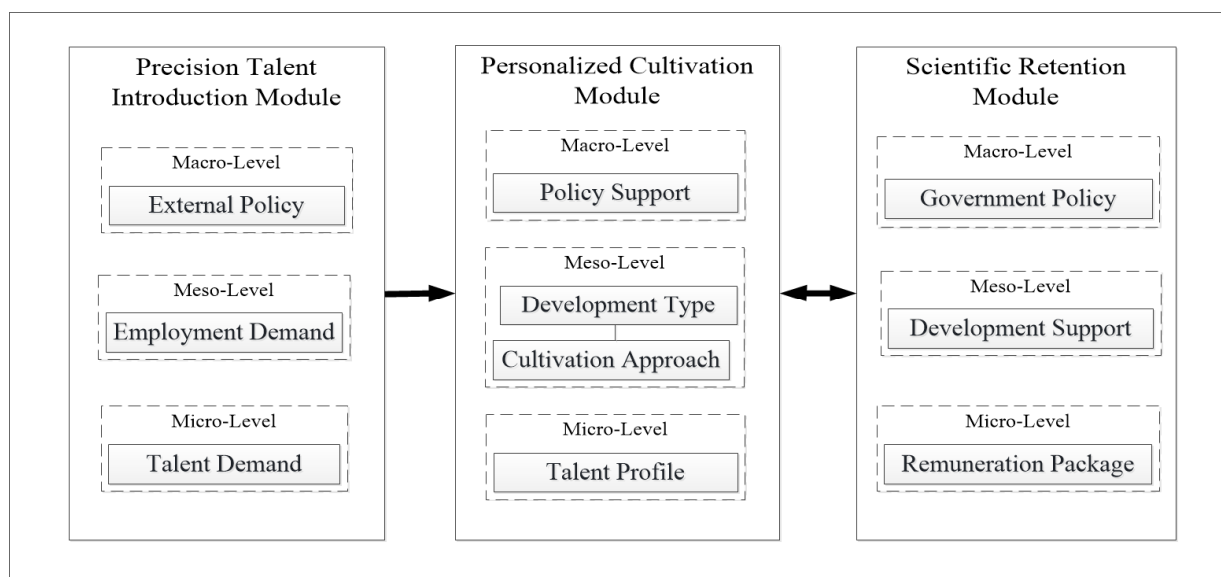 Precision Talent
Introduction Module
Macro-Level
External Policy
Meso-Level
Employment Demand
Micro-Level
Talent Demand
Personalized Cultivation
Module
Macro-Level
Policy Support
Meso-Level
Development Type
Cultivation Approach
Micro-Level
Talent Profile
Scientific Retention
Module
Macro-Level
Government Policy
Meso-Level
Development Support
Micro-Level
Remuneration Package